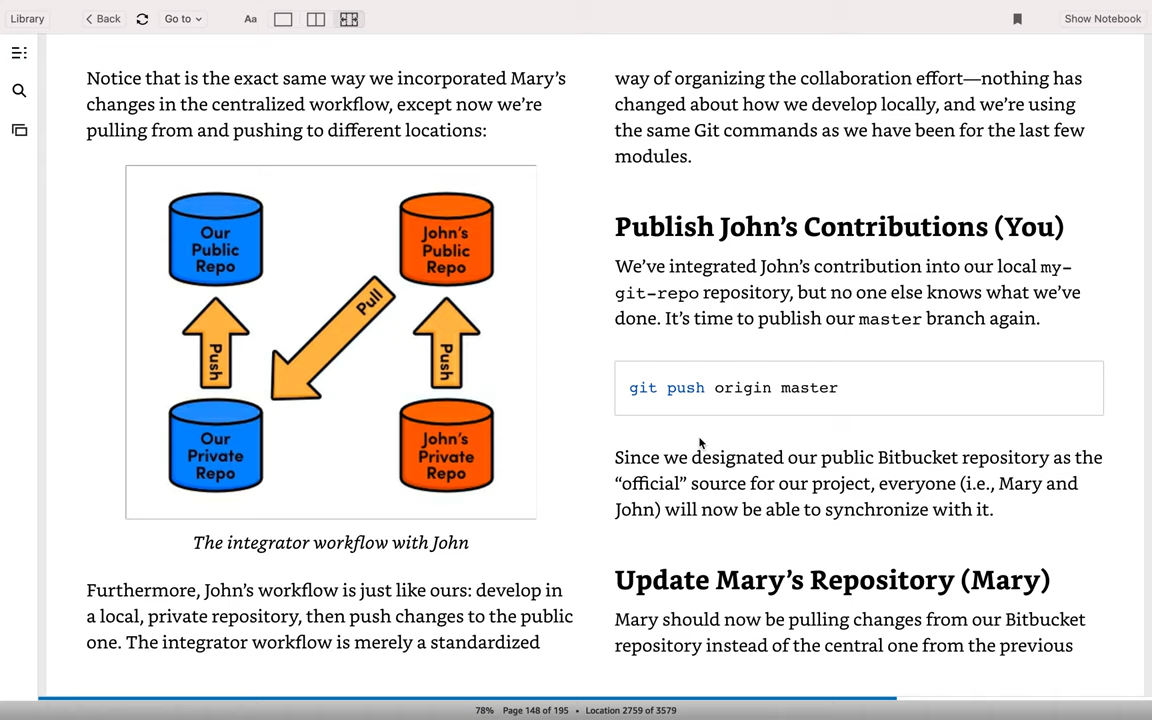 Library
Back
Go to
Aa
Show Notebook
Notice that is the exact same way we incorporated Mary’s
changes in the centralized workflow, except now we’re
pulling from and pushing to different locations:
Our
Public
Repo
John's
Public
Repo
Pull
Push
Push
Our
Private
Repo
John's
Private
Repo
The integrator workflow with John
Furthermore, John’s workflow is just like ours: develop in
a local, private repository, then push changes to the public
one. The integrator workflow is merely a standardized
way of organizing the collaboration effort—nothing has
changed about how we develop locally, and we’re using
the same Git commands as we have been for the last few
modules.
Publish John’s Contributions (You)
We’ve integrated John’s contribution into our local my-
git-repo repository, but no one else knows what we’ve
done. It’s time to publish our master branch again.
git push origin master
Since we designated our public Bitbucket repository as the
“official” source for our project, everyone (i.e., Mary and
John) will now be able to synchronize with it.
Update Mary’s Repository (Mary)
Mary should now be pulling changes from our Bitbucket
repository instead of the central one from the previous
78% Page 148 of 195 • Location 2759 of 3579